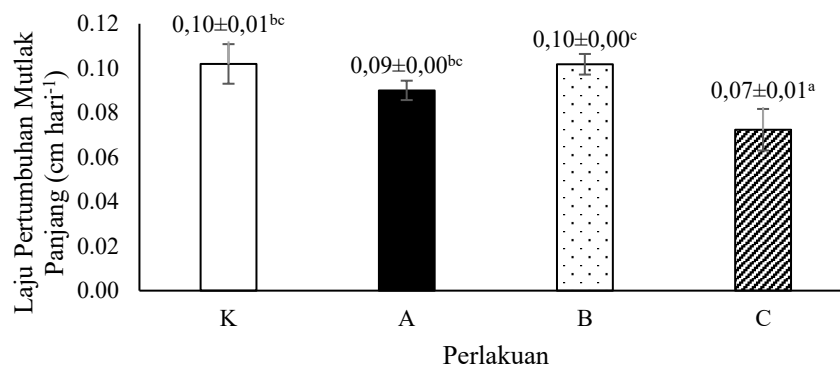 Laju Pertumbuhan Mutlak
Panjang (cm hari⁻¹)
0.12
0.10
0.08
0.06
0.04
0.02
0.00
0,10±0,01ᵇᶜ
0,09±0,00ᵇᶜ
0,10±0,00ᶜ
0,07±0,01ᵃ
K
A
B
C
Perlakuan